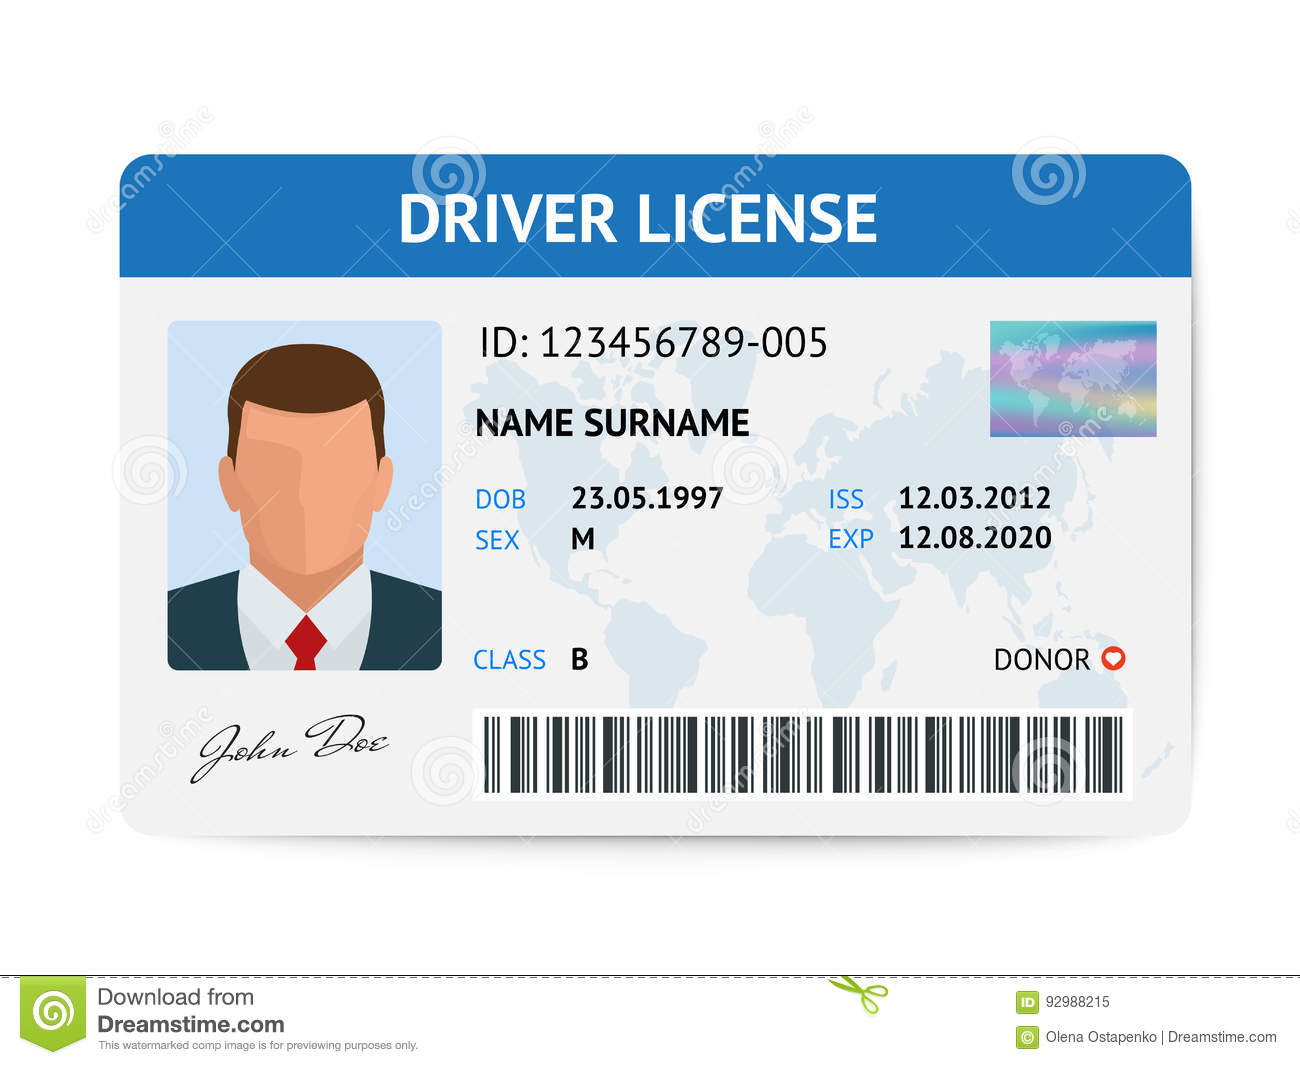 DRIVER LICENSE
ID: 123456789-005
NAME SURNAME
DOB 23.05.1997 ISS 12.03.2012
SEX M EXP 12.08.2020
CLASS B DONOR
John Doe
dreamstime
Download from
Dreamstime.com
This watermarked comp image is for previewing purposes only.
ID 92988215
© Olena Ostapenko | Dreamstime.com